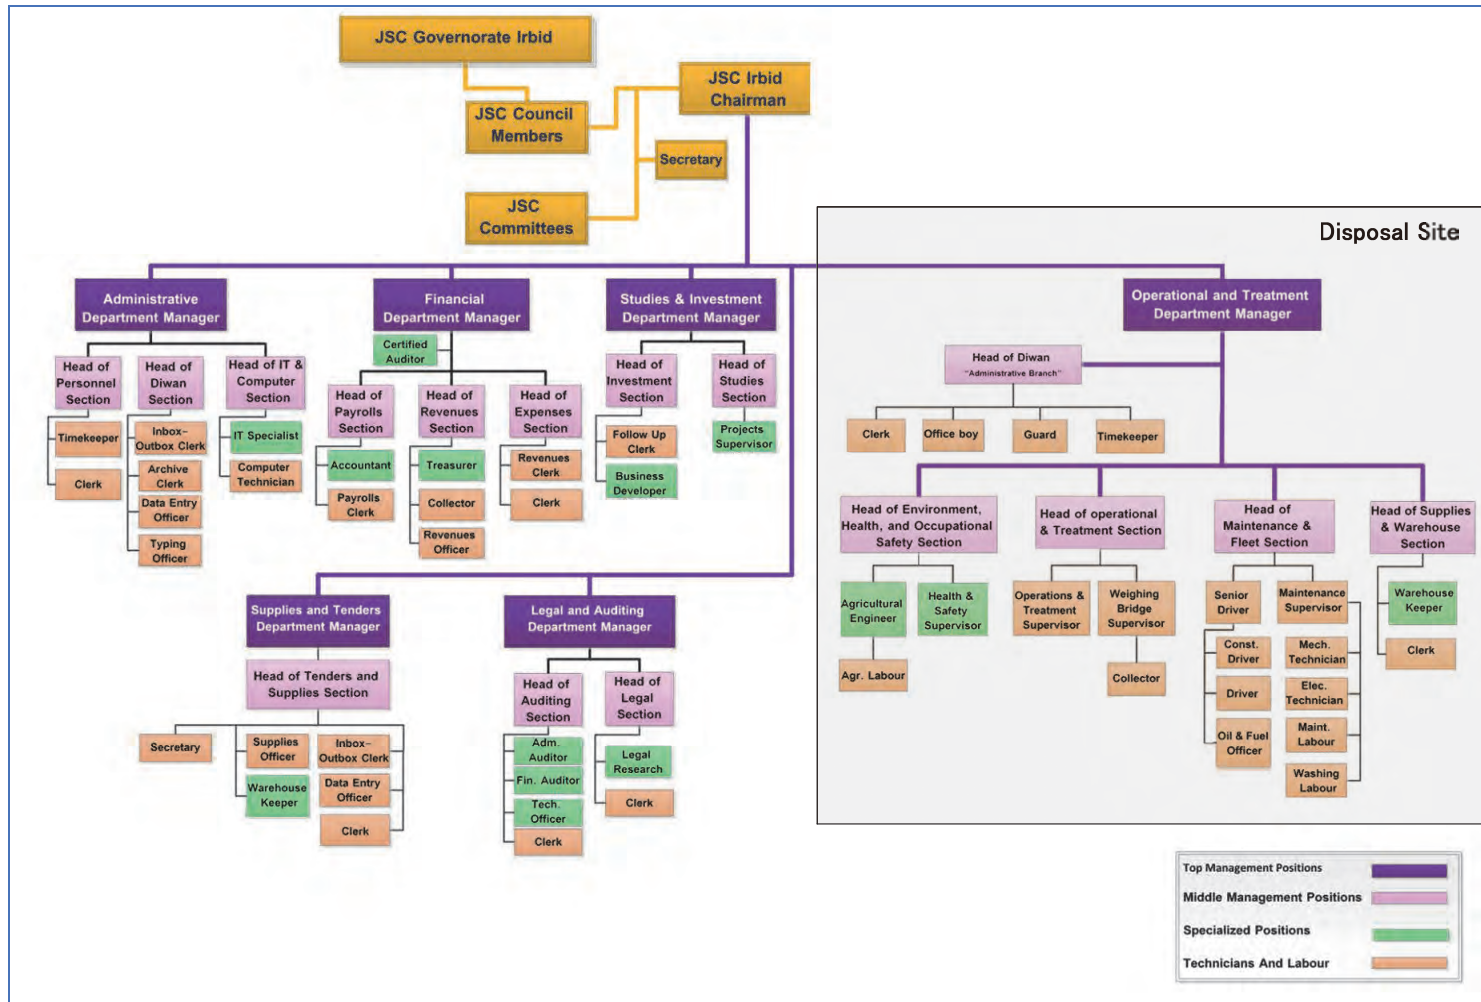 JSC Governorate Irbid
JSC Irbid
Chairman
JSC Council
Members
Secretary
JSC
Committees
Disposal Site
Administrative
Department Manager
Financial
Department Manager
Studies & Investment
Department Manager
Operational and Treatment
Department Manager
Certified
Auditor
Head of
Personnel
Section
Head of
Diwan
Section
Head of IT &
Computer
Section
Timekeeper
Clerk
Inbox-
Outbox Clerk
Archive
Clerk
Data Entry
Officer
Typing
Officer
IT Specialist
Computer
Technician
Head of
Payrolls
Section
Head of
Revenues
Section
Head of
Expenses
Section
Accountant
Payrolls
Clerk
Treasurer
Collector
Revenues
Officer
Revenues
Clerk
Clerk
Head of
Investment
Section
Head of
Studies
Section
Follow Up
Clerk
Business
Developer
Projects
Supervisor
Head of Diwan
"Administrative Branch"
Clerk
Office boy
Guard
Timekeeper
Head of Environment,
Health, and Occupational
Safety Section
Head of operational
& Treatment Section
Head of
Maintenance &
Fleet Section
Head of Supplies
& Warehouse
Section
Agricultural
Engineer
Health &
Safety
Supervisor
Agr. Labour
Operations &
Treatment
Supervisor
Weighing
Bridge
Supervisor
Collector
Senior
Driver
Const.
Driver
Driver
Oil & Fuel
Officer
Maintenance
Supervisor
Mech.
Technician
Elec.
Technician
Maint.
Labour
Washing
Labour
Warehouse
Keeper
Clerk
Supplies and Tenders
Department Manager
Legal and Auditing
Department Manager
Head of Tenders and
Supplies Section
Secretary
Supplies
Officer
Warehouse
Keeper
Inbox-
Outbox Clerk
Data Entry
Officer
Clerk
Head of
Auditing
Section
Head of
Legal
Section
Adm.
Auditor
Fin. Auditor
Tech.
Officer
Clerk
Legal
Research
Clerk
Top Management Positions
Middle Management Positions
Specialized Positions
Technicians And Labour